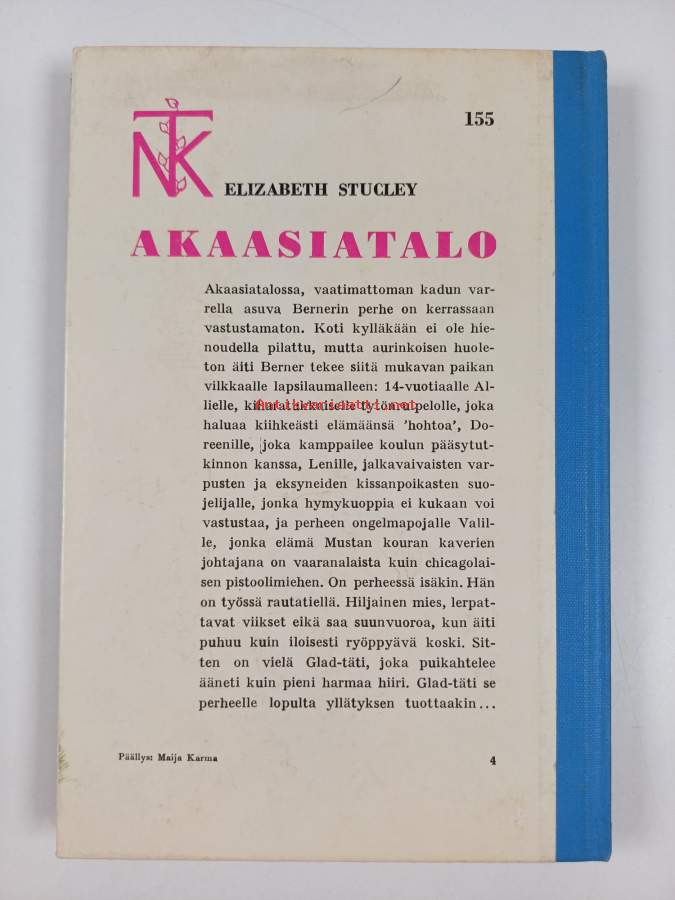 NTK
155
ELIZABETH STUCLEY
AKAASIATALO
Akaasiatalossa, vaatimattoman kadun var-
rella asuva Bernerin perhe on kerrassaan
vastustamaton. Koti kylläkään ei ole hie-
noudella pilattu, mutta aurinkoisen huole-
ton äiti Berner tekee siitä mukavan paikan
vilkkaalle lapsilaumalleen: 14-vuotiaalle Al-
lielle, joka
Antikvariaatti.net
haluaa kiihkeästi elämäänsä 'hohtoa', Do-
reenille, joka kamppailee koulun pääsytut-
kinnon kanssa, Lenille, jalkavaivaisten var-
pusten ja eksyneiden kissanpoikasten suo-
jelijalle, jonka hymykuoppia ei kukaan voi
vastustaa, ja perheen ongelmapojalle Valil-
le, jonka elämä Mustan kouran kaverien
johtajana on vaaranalaista kuin chicagolai-
sen pistoolimiehen. On perheessä isäkin. Hän
on työssä rautatiellä. Hiljainen mies, lerpat-
tavat viikset eikä saa suunvuoroa, kun äiti
puhuu kuin iloisesti ryöppyävä koski. Sit-
ten on vielä Glad-täti, joka puikahtelee
ääneti kuin pieni harmaa hiiri. Glad-täti se
perheelle lopulta yllätyksen tuottaakin...
Päällys: Maija Karma
4